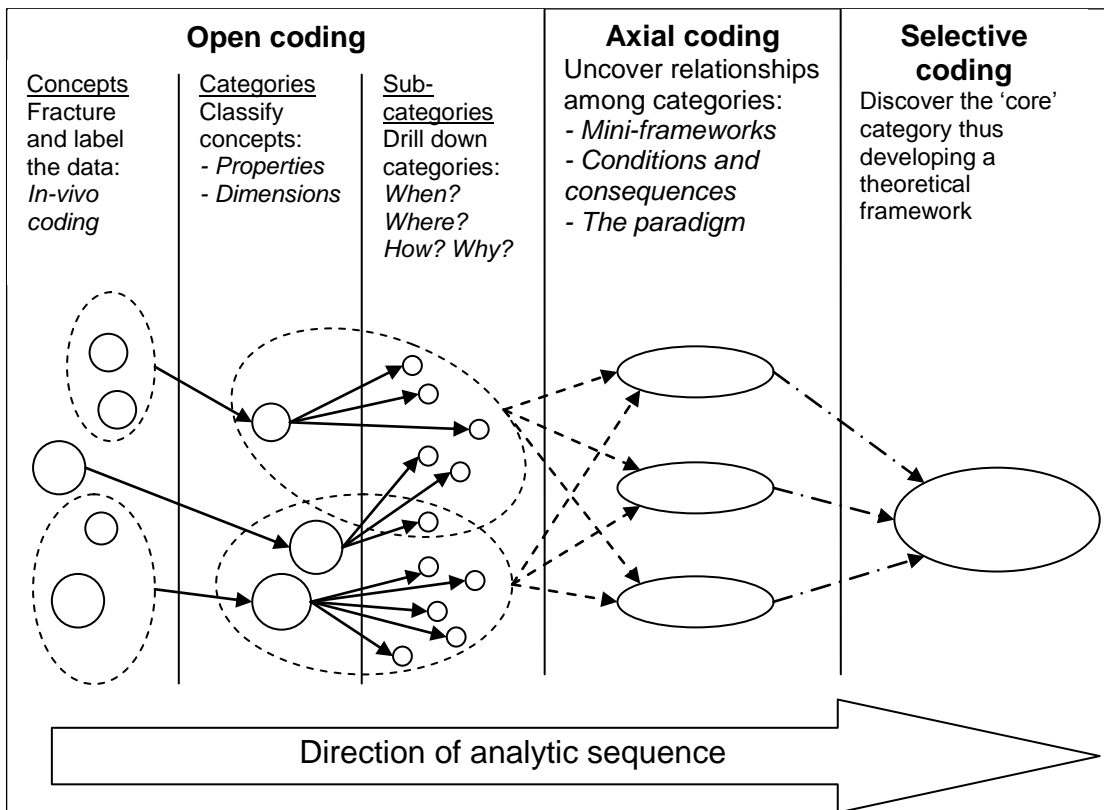 Open coding
Concepts
Fracture
and label
the data:
In-vivo
coding
Categories
Classify
concepts:
- Properties
- Dimensions
Sub-
categories
Drill down
categories:
When?
Where?
How? Why?
Axial coding
Uncover relationships
among categories:
- Mini-frameworks
- Conditions and
consequences
- The paradigm
Selective
coding
Discover the ‘core’
category thus
developing a
theoretical
framework
Direction of analytic sequence